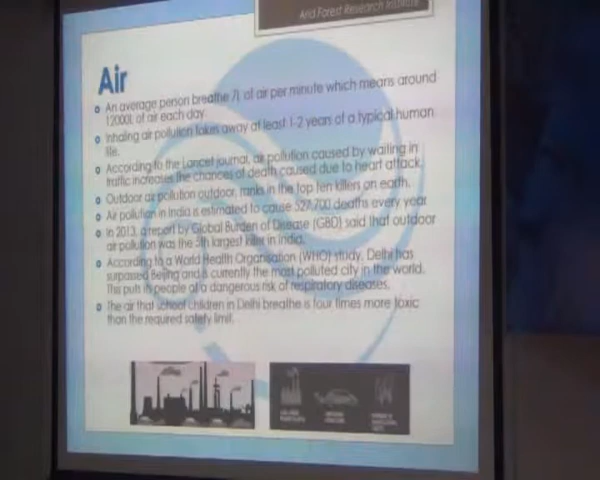 And Forest Research Institute
Air
An average person breathe 7L of air per minute which means around
12000L of air each day.
Inhaling air pollution takes away at least 1-2 years of a typical human
life.
According to the Lancet journal, air pollution caused by waiting in
traffic increases the chances of death caused due to heart attack.
Outdoor air pollution outdoor, ranks in the top ten killers on earth.
Air pollution in India is estimated to cause 527,700 deaths every year
In 2013, a report by Global Burden of Disease (GBD) said that outdoor
air pollution was the 5th largest killer in India.
According to a World Health Organisation (WHO) study, Delhi has
surpassed Beijing and is currently the most polluted city in the world.
This puts its people at a dangerous risk of respiratory diseases.
The air that school children in Delhi breathe is four times more toxic
than the required safety limit.